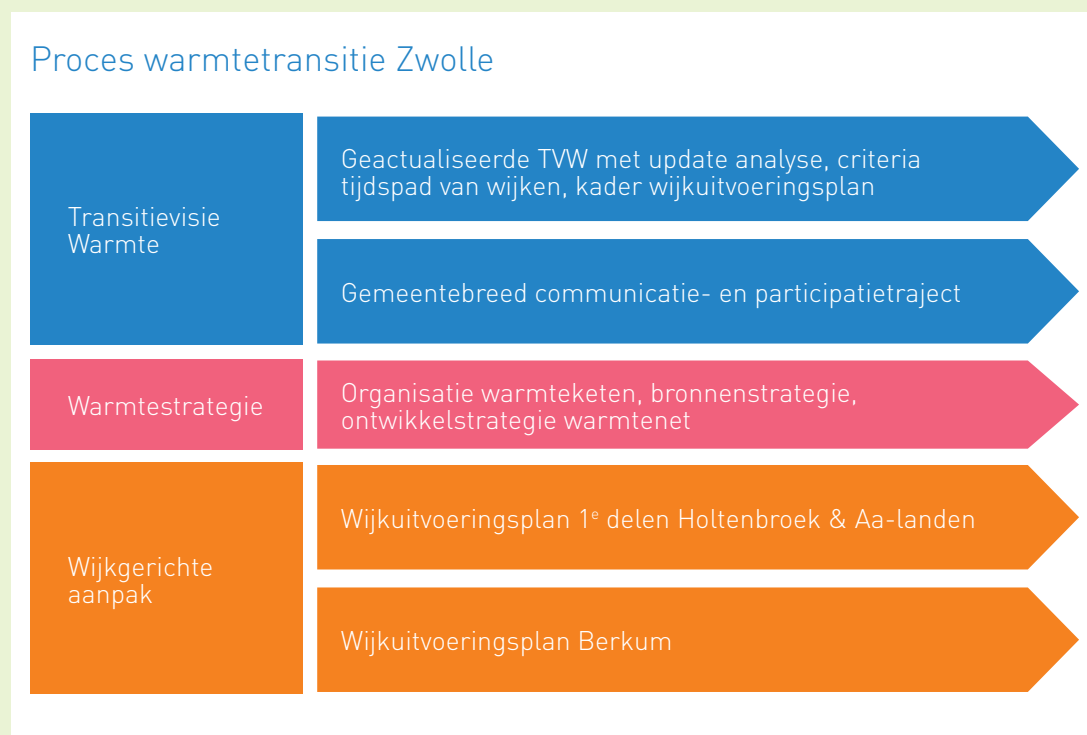 Proces warmtetransitie Zwolle
Transitievisie
Warmte
Geactualiseerde TVW met update analyse, criteria
tijdspad van wijken, kader wijkuitvoeringsplan
Gemeentebreed communicatie- en participatietraject
Warmtestrategie
Organisatie warmteketen, bronnenstrategie,
ontwikkelstrategie warmtenet
Wijkgerichte
aanpak
Wijkuitvoeringsplan 1ᵉ delen Holtenbroek & Aa-landen
Wijkuitvoeringsplan Berkum